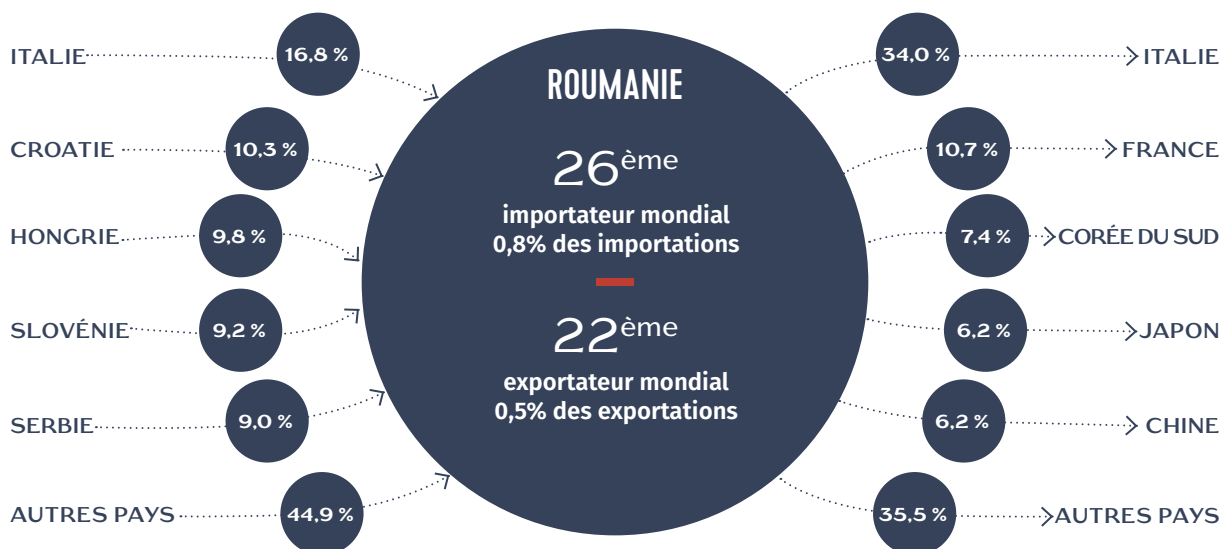 ITALIE 16,8 %
CROATIE 10,3 %
HONGRIE 9,8 %
SLOVÉNIE 9,2 %
SERBIE 9,0 %
AUTRES PAYS 44,9 %
ROUMANIE
26ème
importateur mondial
0,8% des importations
22ème
exportateur mondial
0,5% des exportations
34,0 % ITALIE
10,7 % FRANCE
7,4 % CORÉE DU SUD
6,2 % JAPON
6,2 % CHINE
35,5 % AUTRES PAYS